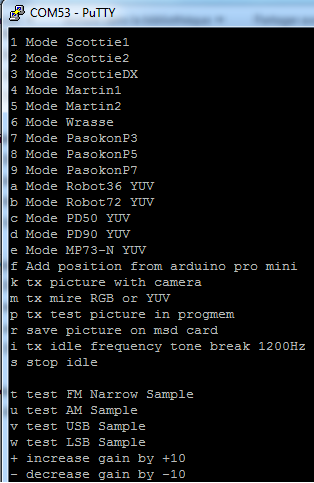 COM53 - PuTTY
1 Mode Scottie1
2 Mode Scottie2
3 Mode ScottieDX
4 Mode Martin1
5 Mode Martin2
6 Mode Wrasse
7 Mode PasokonP3
8 Mode PasokonP5
9 Mode PasokonP7
a Mode Robot36 YUV
b Mode Robot72 YUV
c Mode PD50 YUV
d Mode PD90 YUV
e Mode MP73-N YUV
f Add position from arduino pro mini
k tx picture with camera
m tx mire RGB or YUV
p tx test picture in progmem
r save picture on msd card
i tx idle frequency tone break 1200Hz
s stop idle
t test FM Narrow Sample
u test AM Sample
v test USB Sample
w test LSB Sample
+ increase gain by +10
- decrease gain by -10